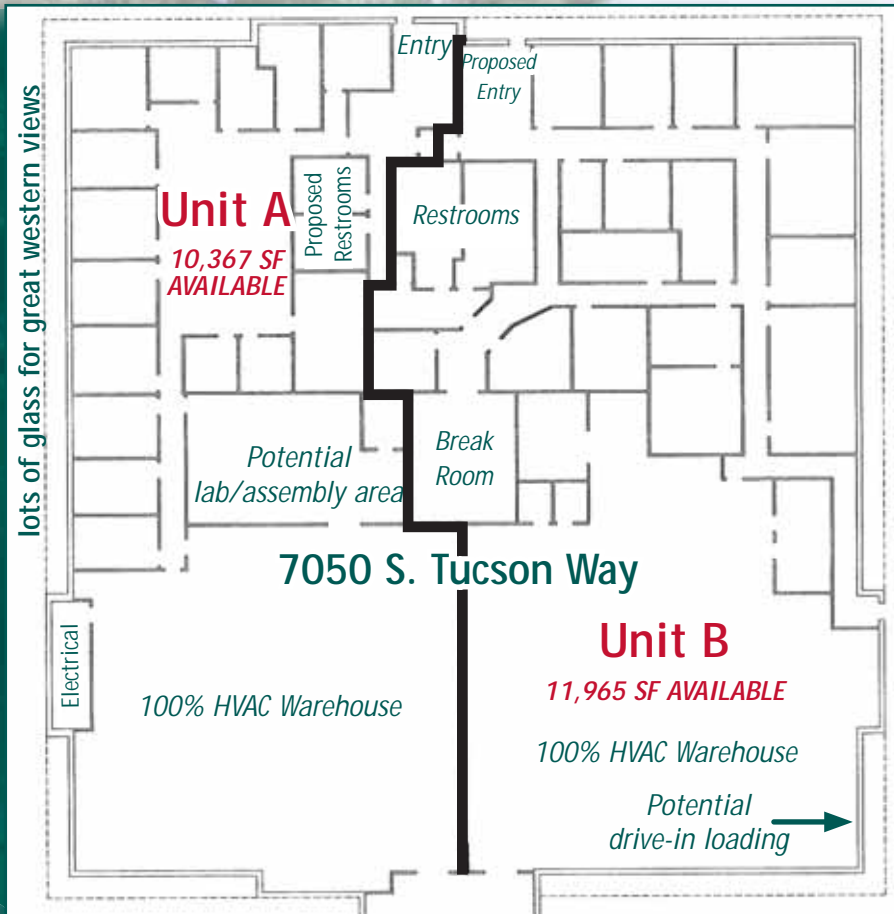 lots of glass for great western views
Entry
Proposed
Entry
Unit A
10,367 SF
AVAILABLE
Proposed
Restrooms
Restrooms
Potential
lab/assembly area
Break
Room
7050 S. Tucson Way
Unit B
11,965 SF AVAILABLE
Electrical
100% HVAC Warehouse
100% HVAC Warehouse
Potential
drive-in loading